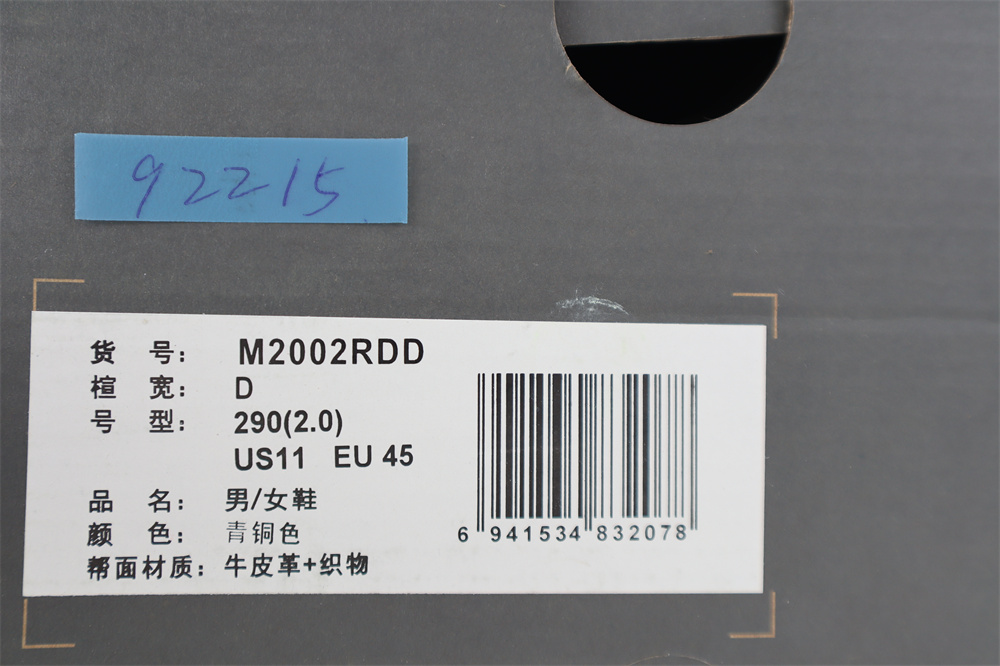 92215
货 号： M2002RDD
楦 宽： D
号 型： 290(2.0)
US11 EU 45
品 名： 男/女鞋
颜 色： 青铜色
帮面材质： 牛皮革+织物
6 941534 832078